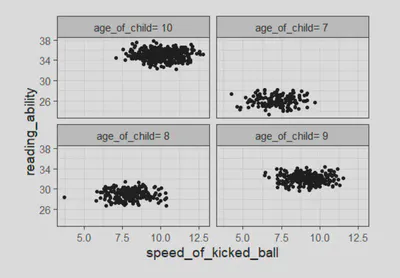 age_of_child= 10
age_of_child= 7
38
34
30
26
age_of_child= 8
age_of_child= 9
38
34
30
26
reading_ability
5.0 7.5 10.0 12.5
5.0 7.5 10.0 12.5
speed_of_kicked_ball